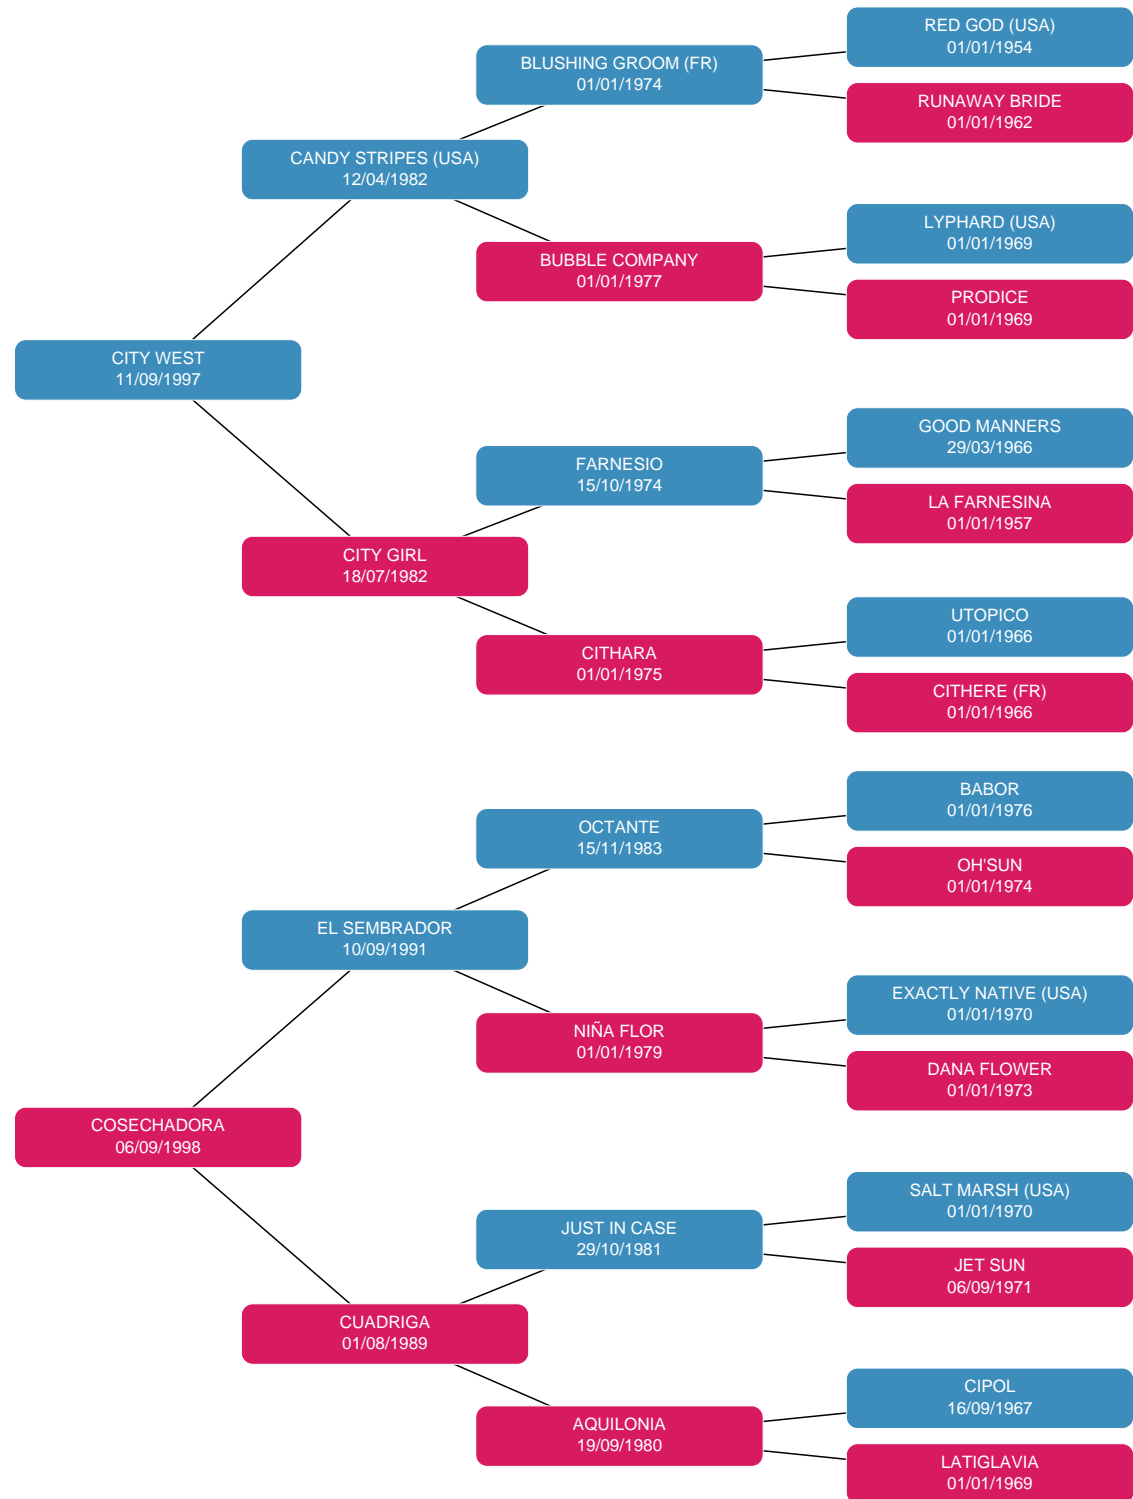 RED GOD (USA)
01/01/1954
BLUSHING GROOM (FR)
01/01/1974
RUNAWAY BRIDE
01/01/1962
CANDY STRIPES (USA)
12/04/1982
LYPHARD (USA)
01/01/1969
BUBBLE COMPANY
01/01/1977
PRODICE
01/01/1969
CITY WEST
11/09/1997
GOOD MANNERS
29/03/1966
FARNESIO
15/10/1974
LA FARNESINA
01/01/1957
CITY GIRL
18/07/1982
UTOPICO
01/01/1966
CITHARA
01/01/1975
CITHERE (FR)
01/01/1966
BABOR
01/01/1976
OCTANTE
15/11/1983
OH'SUN
01/01/1974
EL SEMBRADOR
10/09/1991
EXACTLY NATIVE (USA)
01/01/1970
NIÑA FLOR
01/01/1979
DANA FLOWER
01/01/1973
COSECHADORA
06/09/1998
SALT MARSH (USA)
01/01/1970
JUST IN CASE
29/10/1981
JET SUN
06/09/1971
CUADRIGA
01/08/1989
CIPOL
16/09/1967
AQUILONIA
19/09/1980
LATIGLAVIA
01/01/1969